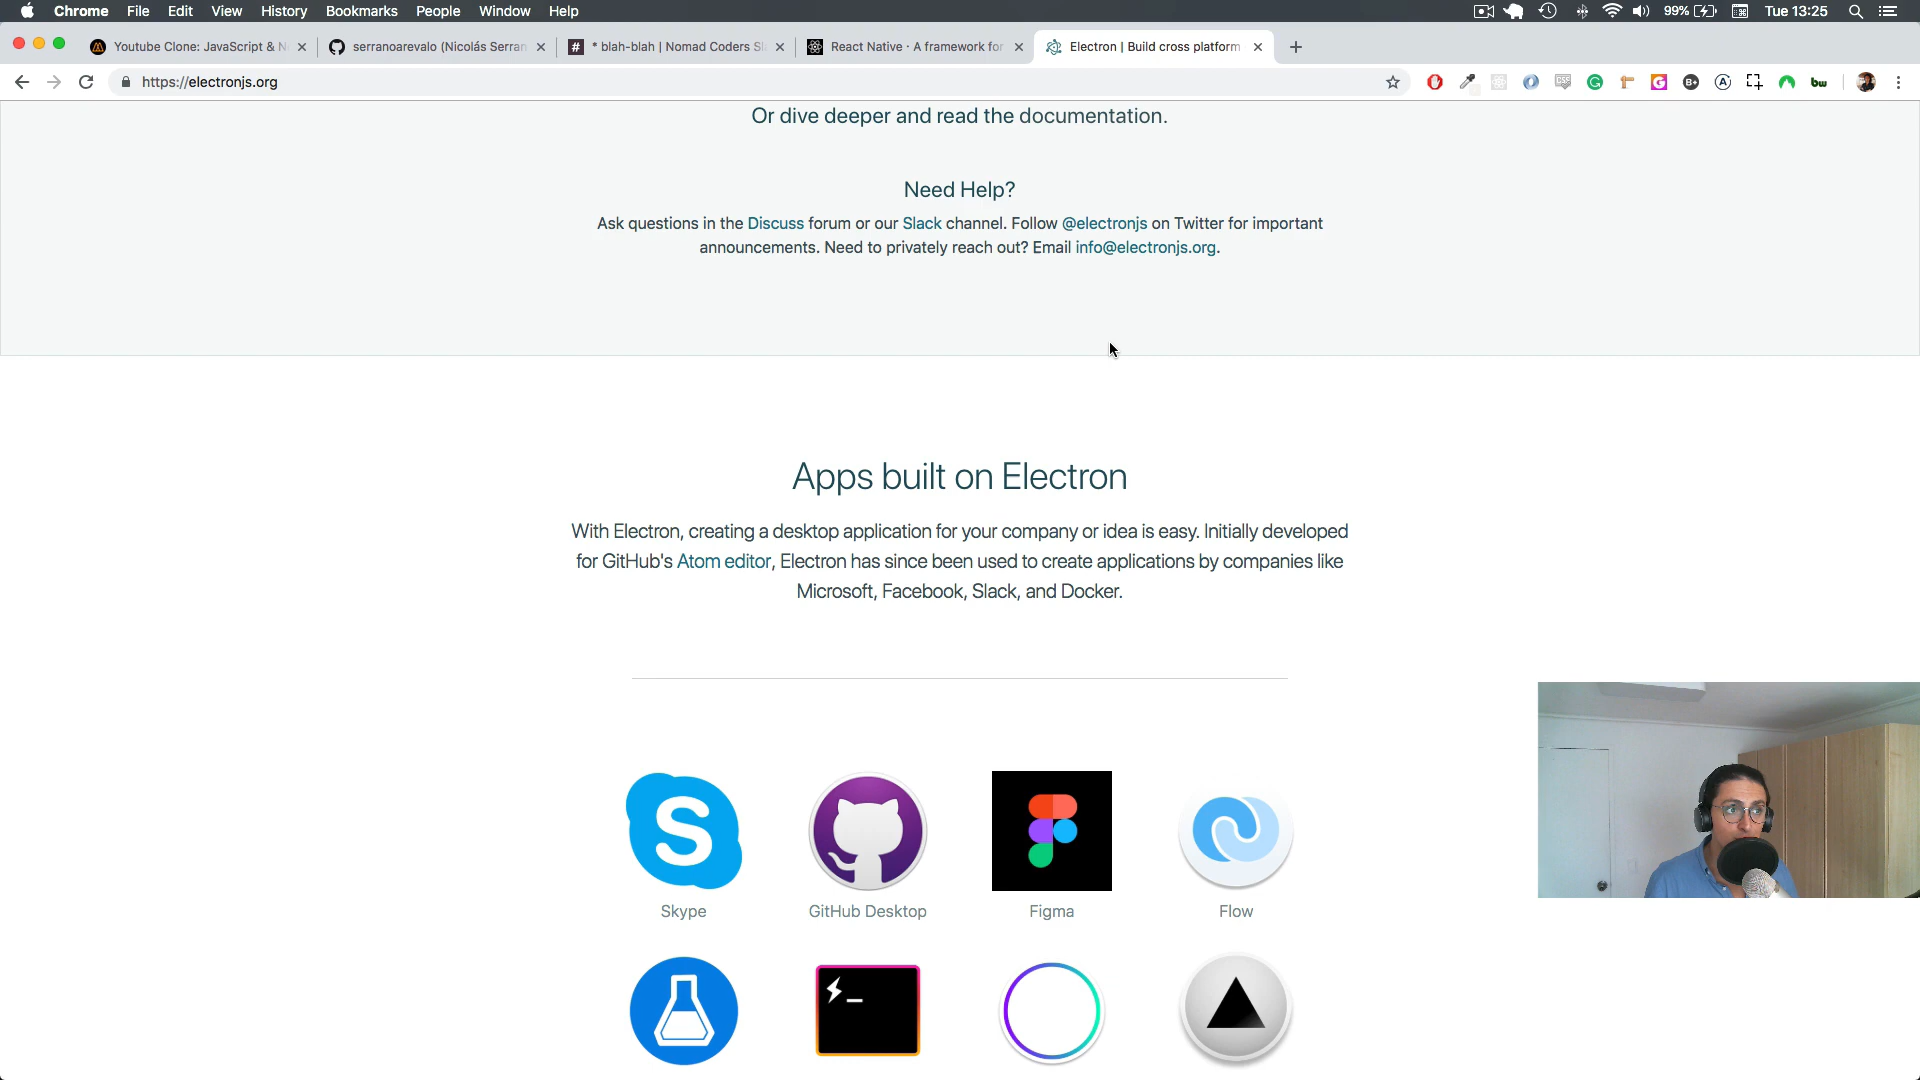 Chrome File Edit View History Bookmarks People Window Help 99% Tue 13:25
Youtube Clone: JavaScript & N serranoarevalo (Nicolás Serran * blah-blah | Nomad Coders Sl React Native · A framework for Electron | Build cross platform
https://electronjs.org
Or dive deeper and read the documentation.
Need Help?
Ask questions in the Discuss forum or our Slack channel. Follow @electronjs on Twitter for important
announcements. Need to privately reach out? Email info@electronjs.org.
Apps built on Electron
With Electron, creating a desktop application for your company or idea is easy. Initially developed
for GitHub's Atom editor, Electron has since been used to create applications by companies like
Microsoft, Facebook, Slack, and Docker.
Skype GitHub Desktop Figma Flow